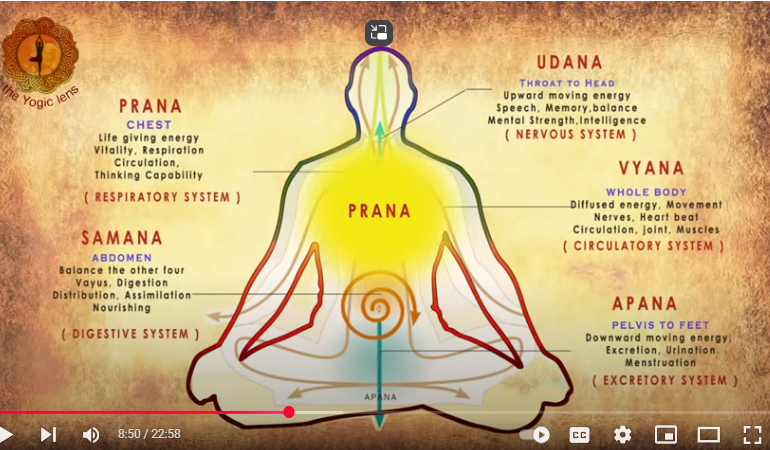 the Yogic lens
PRANA
CHEST
Life giving energy
Vitality, Respiration
Circulation,
Thinking Capability
( RESPIRATORY SYSTEM )
SAMANA
ABDOMEN
Balance the other four
Vayus, Digestion
Distribution, Assimilation
Nourishing
( DIGESTIVE SYSTEM )
PRANA
APANA
UDANA
THROAT TO HEAD
Upward moving energy
Speech, Memory,balance
Mental Strength,Intelligence
( NERVOUS SYSTEM )
VYANA
WHOLE BODY
Diffused energy, Movement
Nerves, Heart beat
Circulation, joint, Muscles
( CIRCULATORY SYSTEM )
APANA
PELVIS TO FEET
Downward moving energy,
Excretion, Urination
Menstruation
( EXCRETORY SYSTEM )
8:50 / 22:58
CC